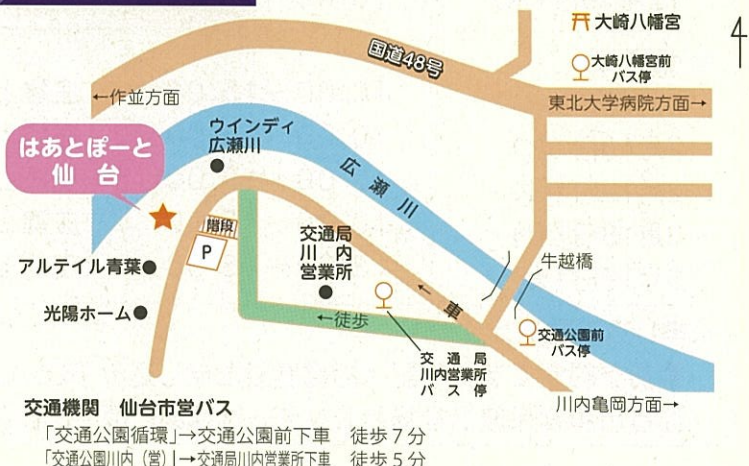 大崎八幡宮
国道48号
大崎八幡宮前
バス停
←作並方面
東北大学病院方面→
ウインディ
広瀬川
はあとぽーと
仙台
広瀬川
階段
P
交通局
川内
営業所
アルテイル青葉
牛越橋
←車
光陽ホーム
←徒歩
交通公園前
バス停
交通局
川内営業所
バス停
川内亀岡方面→
交通機関 仙台市営バス
「交通公園循環」→交通公園前下車 徒歩7分
「交通公園川内(営)」→交通局川内営業所下車 徒歩5分